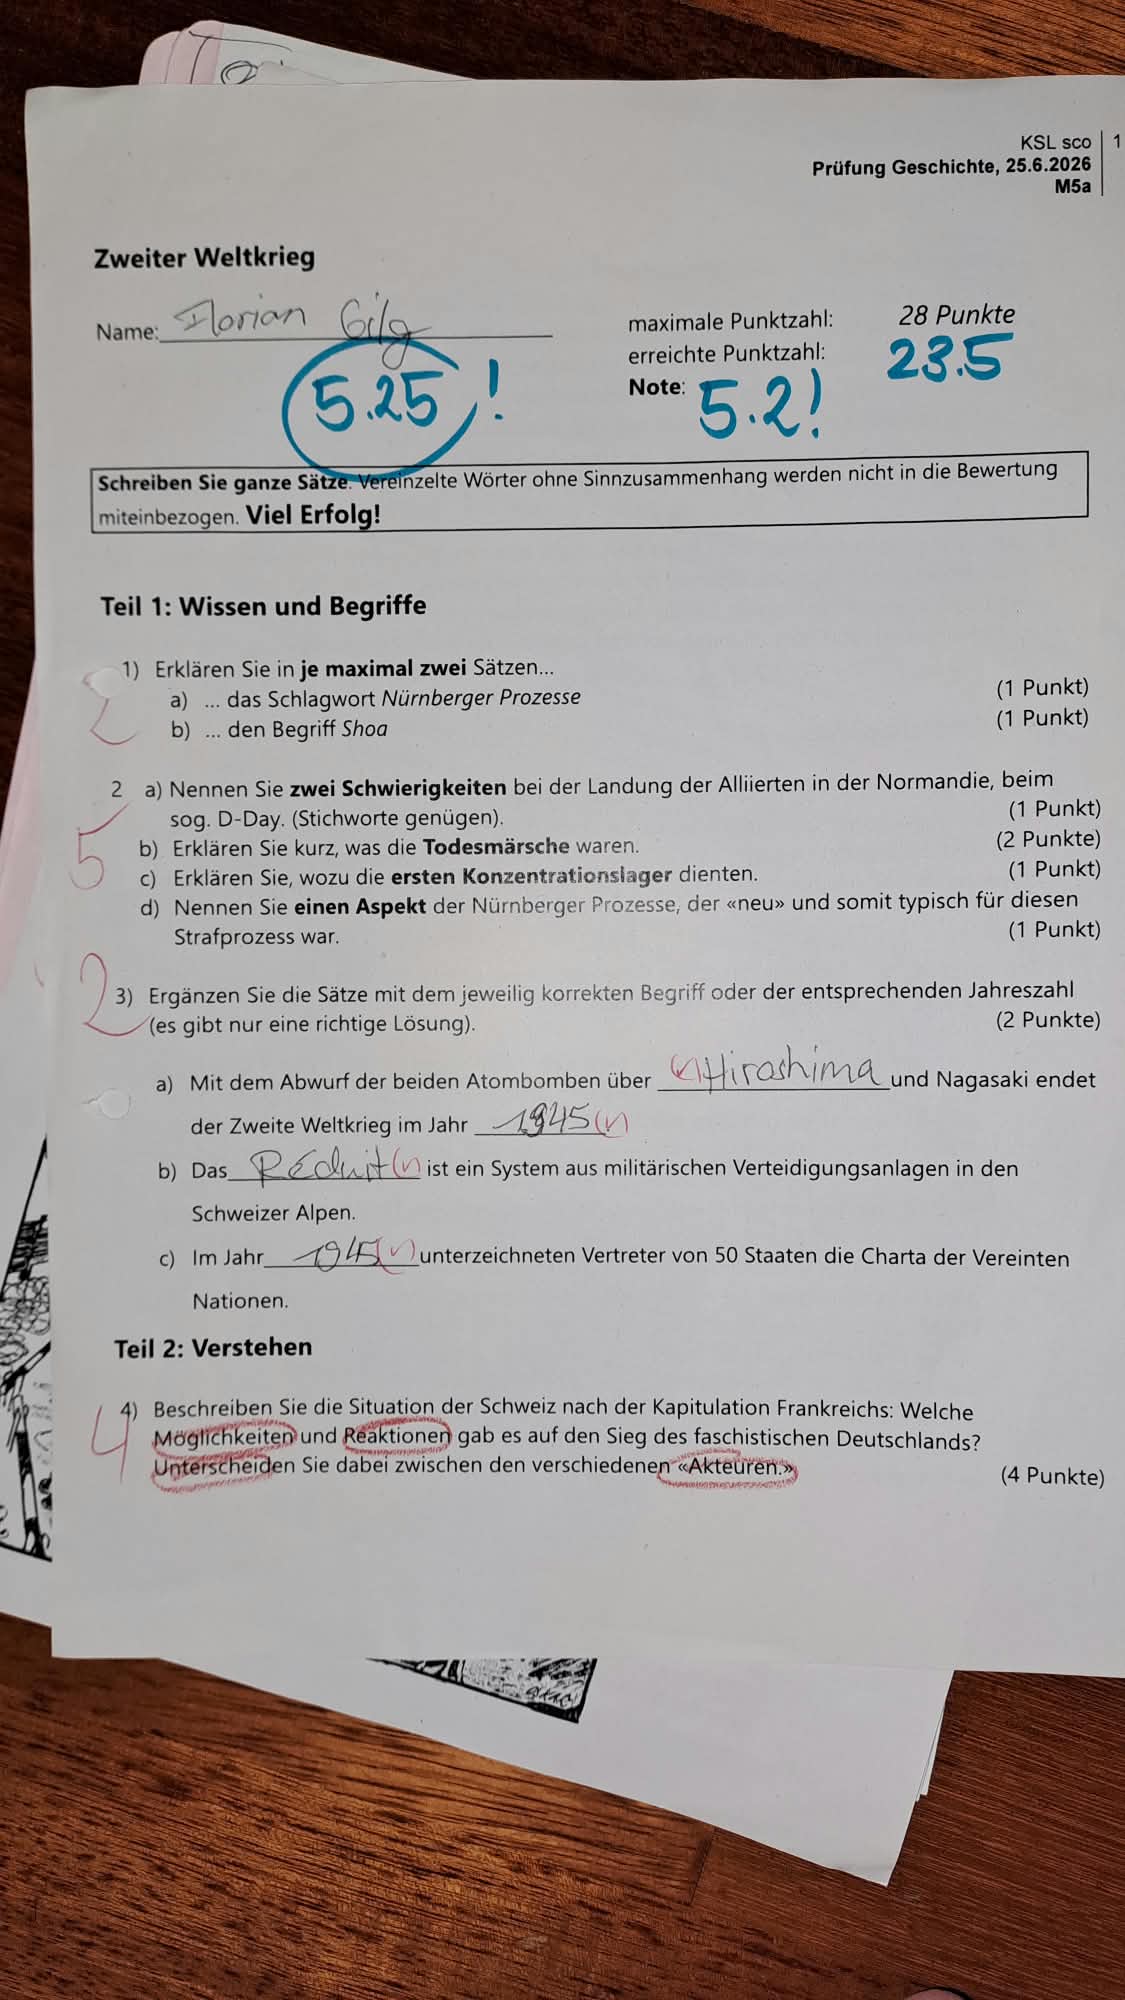 KSL sco 1
Prüfung Geschichte, 25.6.2026
M5a
Zweiter Weltkrieg
Name: Florian Gilg
maximale Punktzahl: 28 Punkte
erreichte Punktzahl: 23.5
Note: 5.2!
5.25!
Schreiben Sie ganze Sätze. Vereinzelte Wörter ohne Sinnzusammenhang werden nicht in die Bewertung
miteinbezogen. Viel Erfolg!
Teil 1: Wissen und Begriffe
1) Erklären Sie in je maximal zwei Sätzen...
a) ... das Schlagwort Nürnberger Prozesse (1 Punkt)
b) ... den Begriff Shoa (1 Punkt)
2 a) Nennen Sie zwei Schwierigkeiten bei der Landung der Alliierten in der Normandie, beim
sog. D-Day. (Stichworte genügen). (1 Punkt)
5
b) Erklären Sie kurz, was die Todesmärsche waren. (2 Punkte)
c) Erklären Sie, wozu die ersten Konzentrationslager dienten. (1 Punkt)
d) Nennen Sie einen Aspekt der Nürnberger Prozesse, der «neu» und somit typisch für diesen
Strafprozess war. (1 Punkt)
2
3) Ergänzen Sie die Sätze mit dem jeweilig korrekten Begriff oder der entsprechenden Jahreszahl
(es gibt nur eine richtige Lösung). (2 Punkte)
a) Mit dem Abwurf der beiden Atombomben über Hiroshima und Nagasaki endet
der Zweite Weltkrieg im Jahr 1945
b) Das Réduit ist ein System aus militärischen Verteidigungsanlagen in den
Schweizer Alpen.
c) Im Jahr 1945 unterzeichneten Vertreter von 50 Staaten die Charta der Vereinten
Nationen.
Teil 2: Verstehen
4
4) Beschreiben Sie die Situation der Schweiz nach der Kapitulation Frankreichs: Welche
Möglichkeiten und Reaktionen gab es auf den Sieg des faschistischen Deutschlands?
Unterscheiden Sie dabei zwischen den verschiedenen «Akteuren.» (4 Punkte)